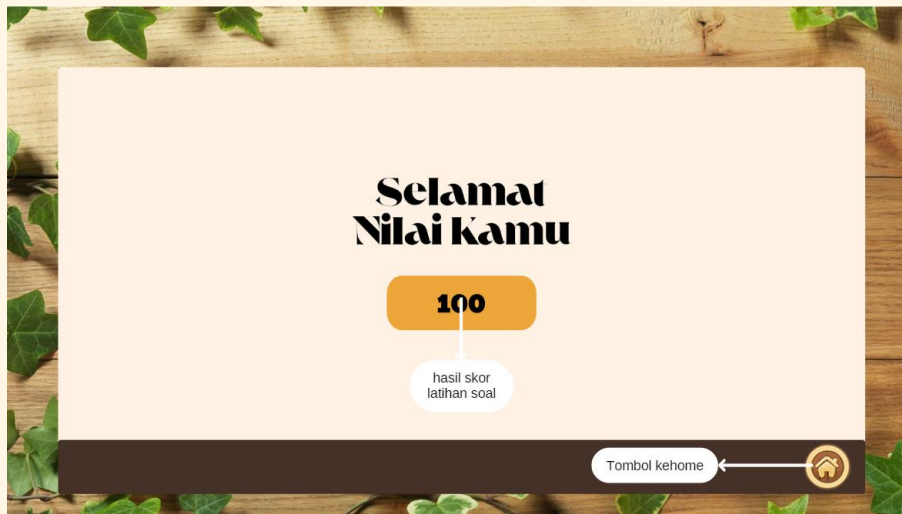 Selamat
Nilai Kamu
100
hasil skor
latihan soal
Tombol kehome